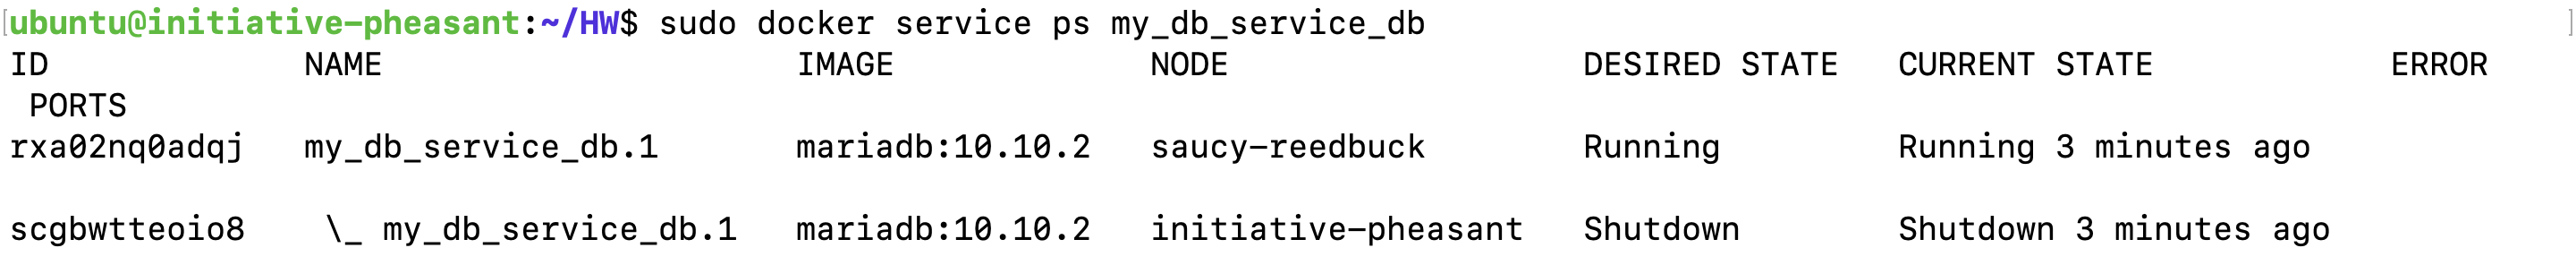 ubuntu@initiative-pheasant:~/HW$ sudo docker service ps my_db_service_db
ID             NAME                     IMAGE             NODE                  DESIRED STATE   CURRENT STATE            ERROR
 PORTS
rxa02nq0adqj   my_db_service_db.1       mariadb:10.10.2   saucy-reedbuck        Running         Running 3 minutes ago
scgbwtteoio8    \_ my_db_service_db.1   mariadb:10.10.2   initiative-pheasant   Shutdown        Shutdown 3 minutes ago